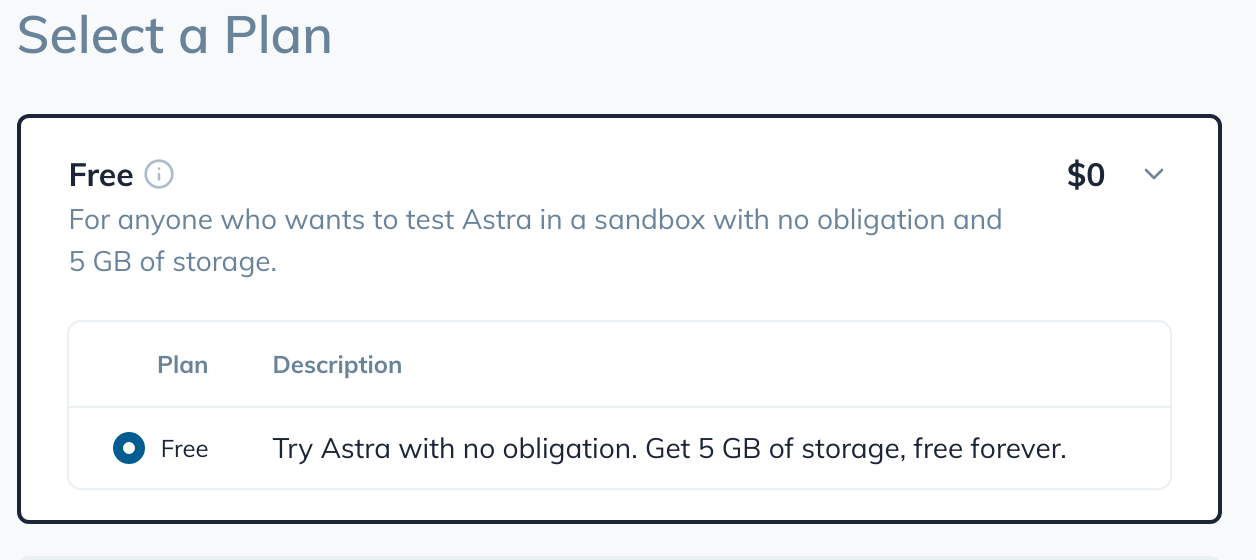 Select a Plan
Free
$0
For anyone who wants to test Astra in a sandbox with no obligation and
5 GB of storage.
Plan Description
Free Try Astra with no obligation. Get 5 GB of storage, free forever.